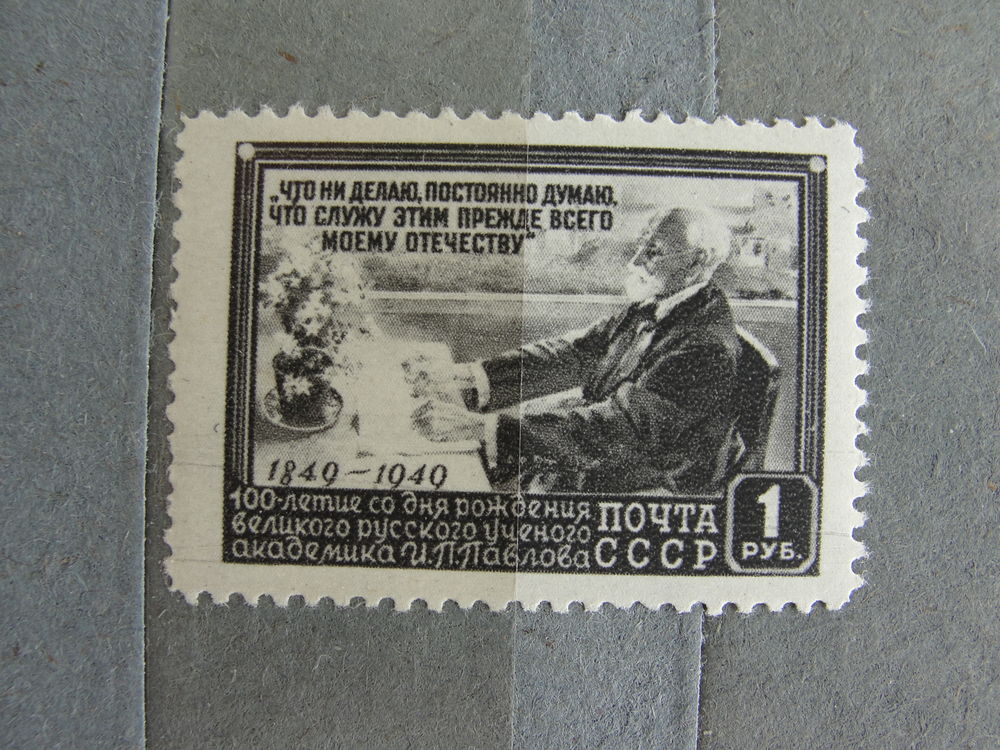 „ЧТО НИ ДЕЛАЮ, ПОСТОЯННО ДУМАЮ,
ЧТО СЛУЖУ ЭТИМ ПРЕЖДЕ ВСЕГО
МОЕМУ ОТЕЧЕСТВУ“
1849-1949
100-летие со дня рождения
великого русского ученого
академика И.П.Павлова
ПОЧТА
СССР
1
РУБ.